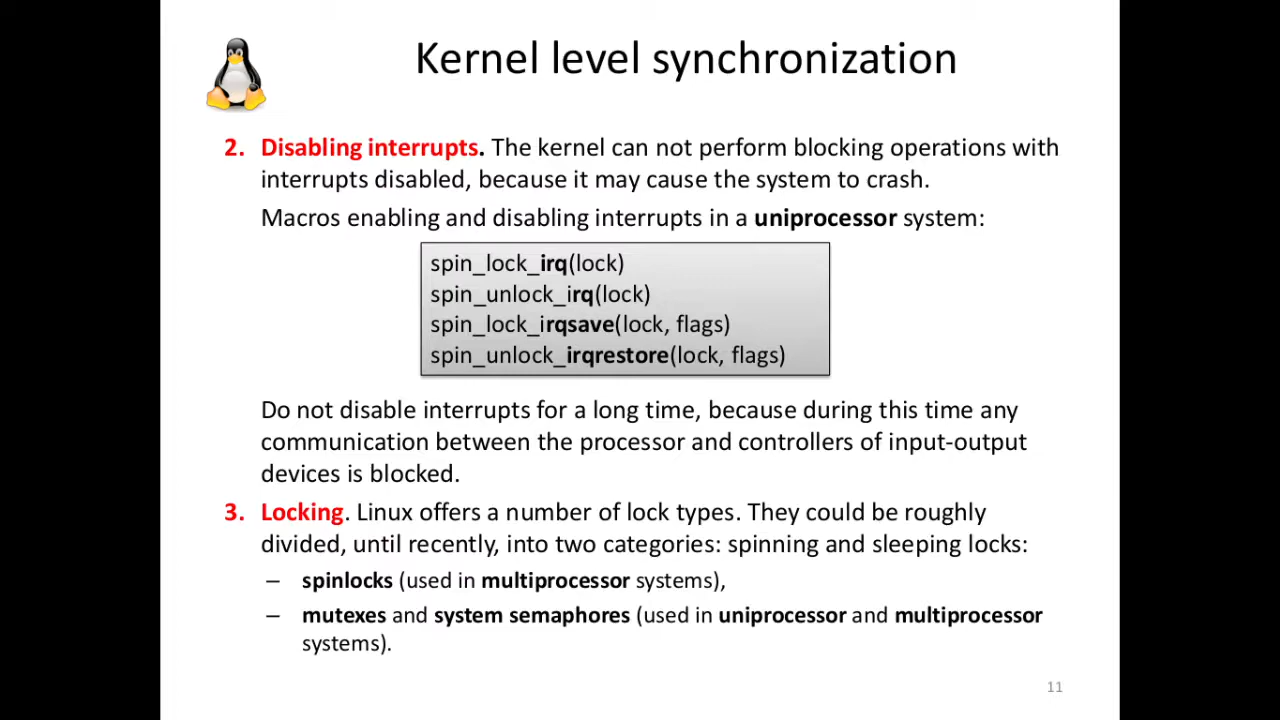 Kernel level synchronization
2. Disabling interrupts. The kernel can not perform blocking operations with
interrupts disabled, because it may cause the system to crash.
Macros enabling and disabling interrupts in a uniprocessor system:
spin_lock_irq(lock)
spin_unlock_irq(lock)
spin_lock_irqsave(lock, flags)
spin_unlock_irqrestore(lock, flags)
Do not disable interrupts for a long time, because during this time any
communication between the processor and controllers of input-output
devices is blocked.
3. Locking. Linux offers a number of lock types. They could be roughly
divided, until recently, into two categories: spinning and sleeping locks:
– spinlocks (used in multiprocessor systems),
– mutexes and system semaphores (used in uniprocessor and multiprocessor
systems).
11